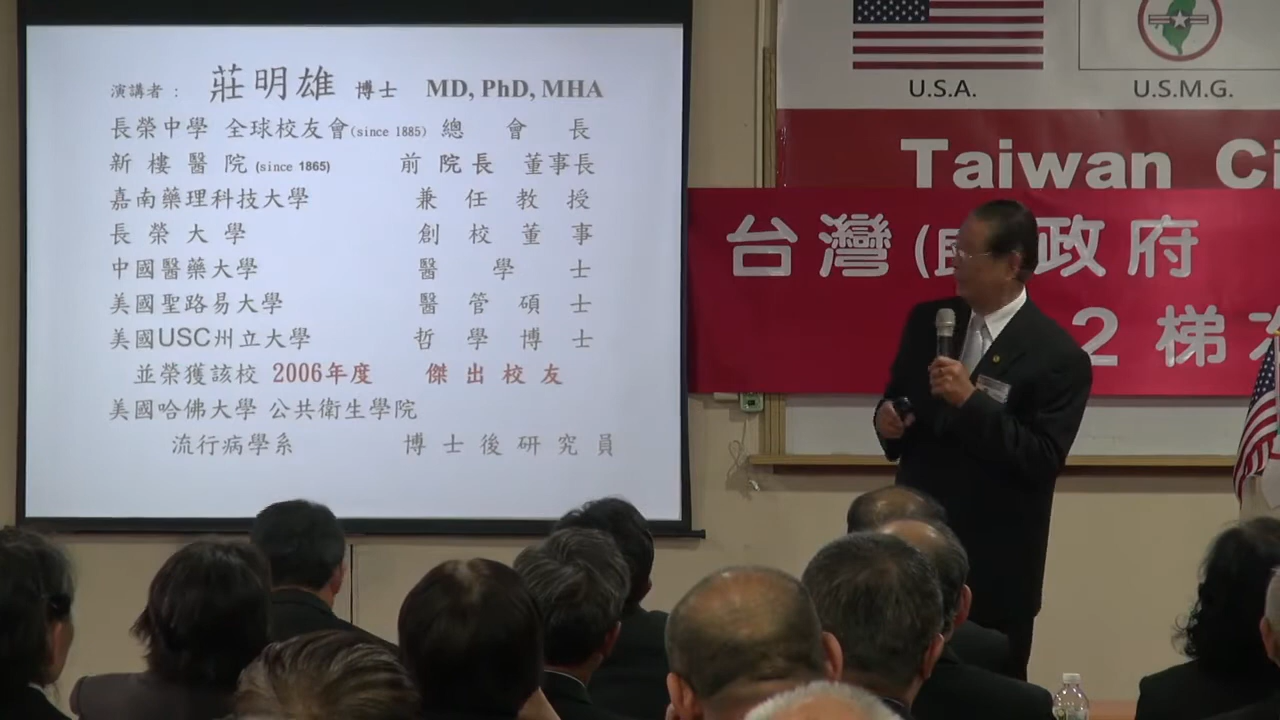 演講者 : 莊明雄 博士 MD, PhD, MHA
長榮中學 全球校友會(since 1885) 總會長
新樓醫院(since 1865) 前院長 董事長
嘉南藥理科技大學 兼任教授
長榮大學 創校董事
中國醫藥大學 醫學士
美國聖路易大學 醫管碩士
美國USC州立大學 哲學博士
並榮獲該校 2006年度 傑出校友
美國哈佛大學 公共衛生學院
流行病學系 博士後研究員
U.S.A. U.S.M.G.
Taiwan Ci
台灣(民 政府
2 梯次